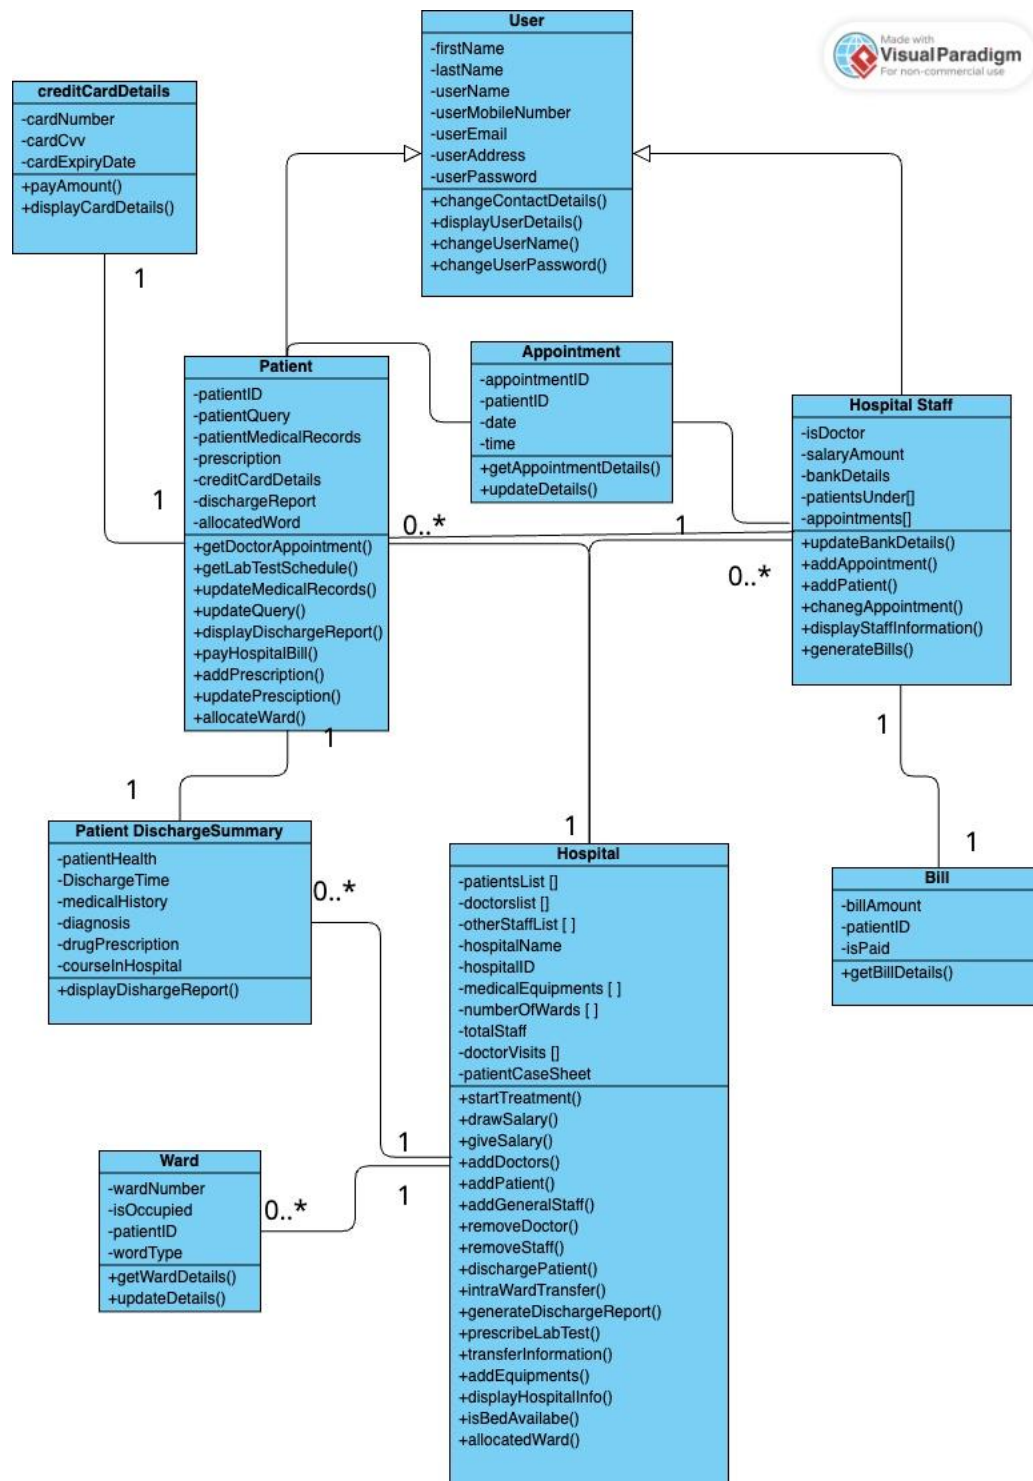 User
-firstName
-lastName
-userName
-userMobileNumber
-userEmail
-userAddress
-userPassword
+changeContactDetails()
+displayUserDetails()
+changeUserName()
+changeUserPassword()
Made with
Visual Paradigm
For non-commercial use
creditCardDetails
-cardNumber
-cardCvv
-cardExpiryDate
+payAmount()
+displayCardDetails()
1
1
Patient
-patientID
-patientQuery
-patientMedicalRecords
-prescription
-creditCardDetails
-dischargeReport
-allocatedWord
+getDoctorAppointment()
+getLabTestSchedule()
+updateMedicalRecords()
+updateQuery()
+displayDischargeReport()
+payHospitalBill()
+addPrescription()
+updatePresciption()
+allocateWard()
Appointment
-appointmentID
-patientID
-date
-time
+getAppointmentDetails()
+updateDetails()
Hospital Staff
-isDoctor
-salaryAmount
-bankDetails
-patientsUnder[]
-appointments[]
+updateBankDetails()
+addAppointment()
+addPatient()
+chanegAppointment()
+displayStaffInformation()
+generateBills()
0..*
1
0..*
1
1
1
1
1
Patient DischargeSummary
-patientHealth
-DischargeTime
-medicalHistory
-diagnosis
-drugPrescription
-courseInHospital
+displayDishargeReport()
0..*
Hospital
-patientsList []
-doctorslist []
-otherStaffList [ ]
-hospitalName
-hospitalID
-medicalEquipments [ ]
-numberOfWards [ ]
-totalStaff
-doctorVisits []
-patientCaseSheet
+startTreatment()
+drawSalary()
+giveSalary()
+addDoctors()
+addPatient()
+addGeneralStaff()
+removeDoctor()
+removeStaff()
+dischargePatient()
+intraWardTransfer()
+generateDischargeReport()
+prescribeLabTest()
+transferInformation()
+addEquipments()
+displayHospitalInfo()
+isBedAvailabe()
+allocatedWard()
Bill
-billAmount
-patientID
-isPaid
+getBillDetails()
1
1
Ward
-wardNumber
-isOccupied
-patientID
-wordType
+getWardDetails()
+updateDetails()
0..*